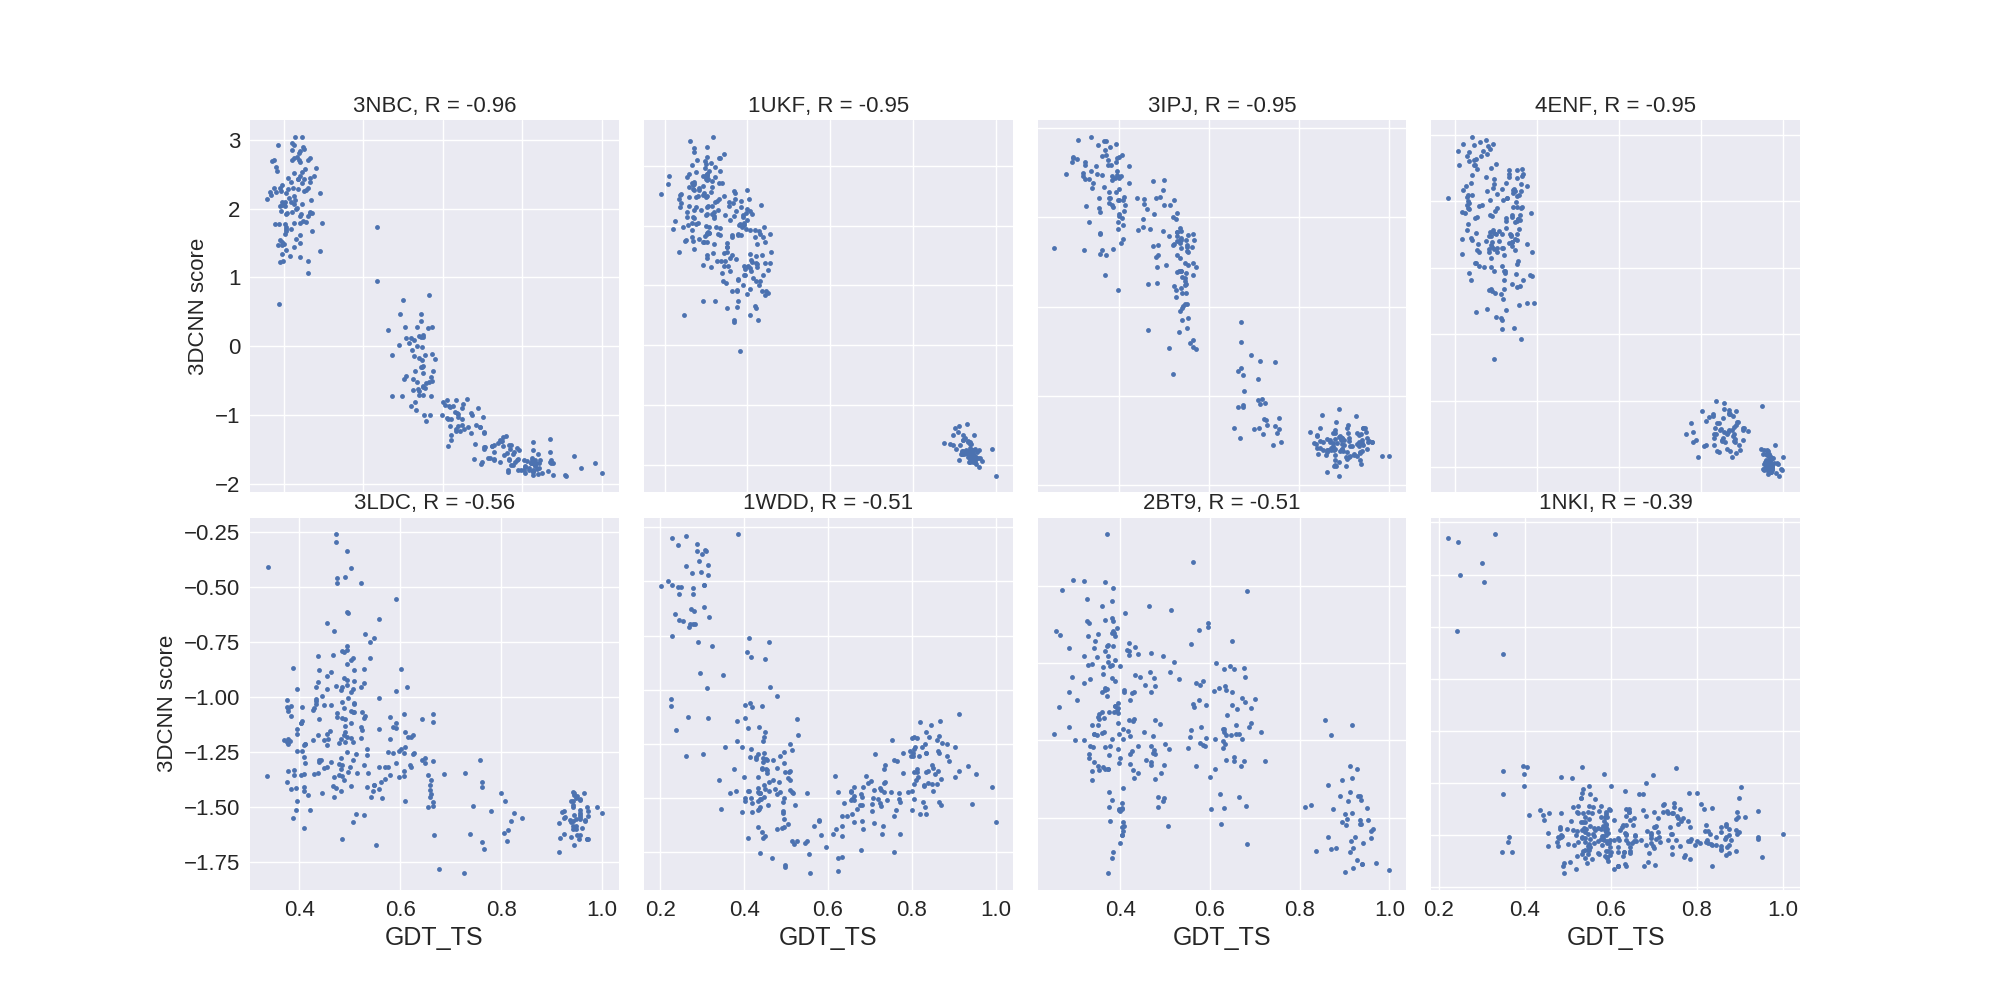 3NBC, R = -0.96
1UKF, R = -0.95
3IPJ, R = -0.95
4ENF, R = -0.95
3
2
1
0
−1
−2
3DCNN score
3LDC, R = -0.56
1WDD, R = -0.51
2BT9, R = -0.51
1NKI, R = -0.39
−0.25
−0.50
−0.75
−1.00
−1.25
−1.50
−1.75
3DCNN score
0.4 0.6 0.8 1.0
0.2 0.4 0.6 0.8 1.0
0.4 0.6 0.8 1.0
0.2 0.4 0.6 0.8 1.0
GDT_TS
GDT_TS
GDT_TS
GDT_TS